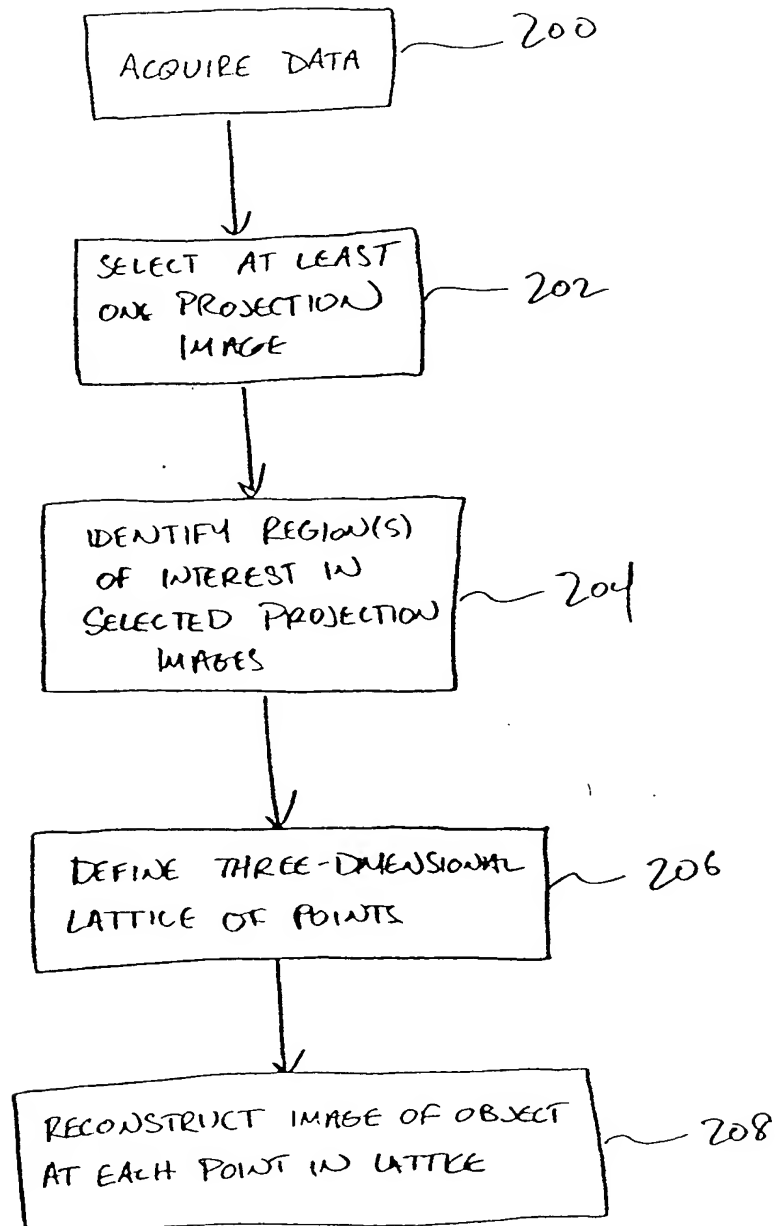 ACQUIRE DATA
200
SELECT AT LEAST
ONE PROJECTION
IMAGE
202
IDENTIFY REGION(S)
OF INTEREST IN
SELECTED PROJECTION
IMAGES
204
DEFINE THREE-DIMENSIONAL
LATTICE OF POINTS
206
RECONSTRUCT IMAGE OF OBJECT
AT EACH POINT IN LATTICE
208